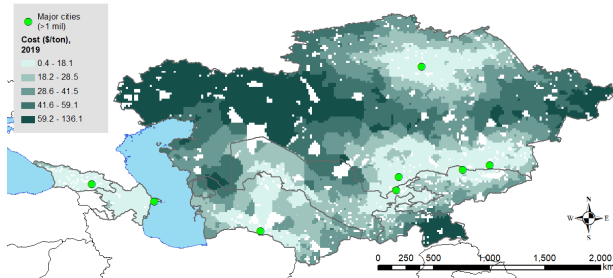 Major cities
(>1 mil)
Cost ($/ton),
2019
0.4 - 18.1
18.2 - 28.5
28.6 - 41.5
41.6 - 59.1
59.2 - 136.1
N
W E
S
0 250 500 1,000 1,500 2,000
km